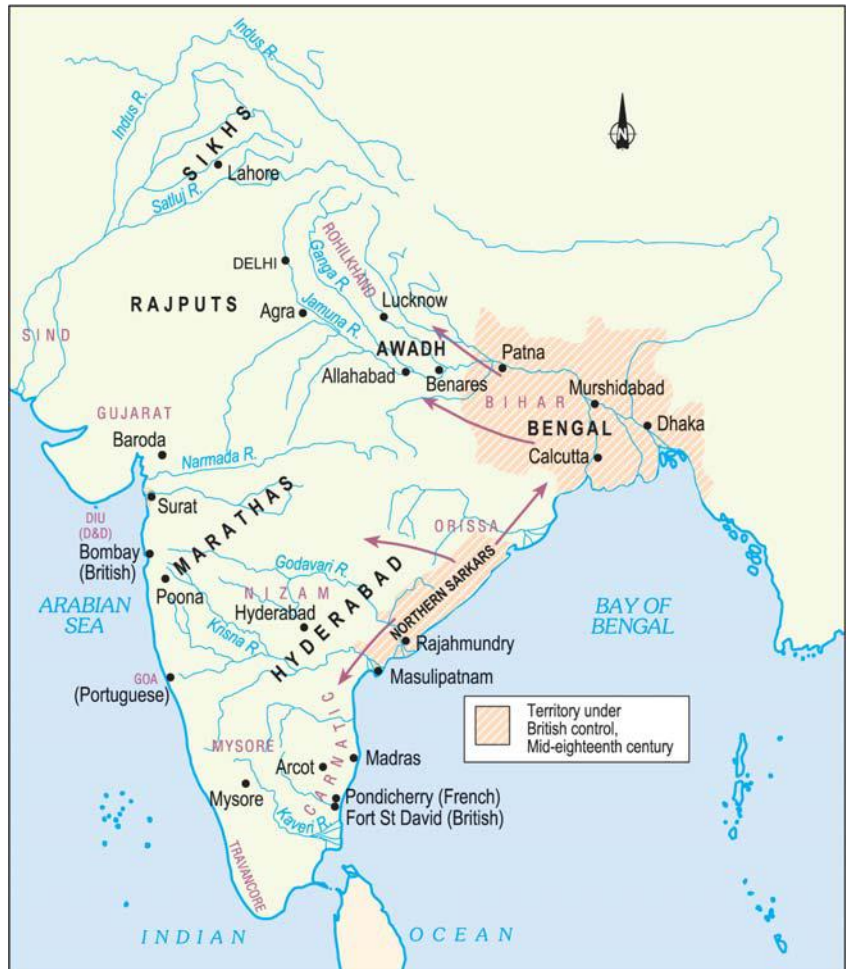 Indus R.
Indus R.
SIKHS
Lahore
Satluj R.
N
DELHI
ROHILKHAND
Ganga R.
RAJPUTS
Lucknow
Agra
Jamuna R.
SIND
AWADH
Patna
Allahabad
Benares
Murshidabad
BIHAR
GUJARAT
BENGAL
Dhaka
Baroda
Calcutta
Narmada R.
Surat
DIU
(D&D)
MARATHAS
ORISSA
Bombay
(British)
Godavari R.
Poona
NIZAM
HYDERABAD
NORTHERN SARKARS
ARABIAN
SEA
Hyderabad
BAY OF
BENGAL
Krisna R.
Rajahmundry
Masulipatnam
GOA
(Portuguese)
Territory under
British control,
Mid-eighteenth century
CARNATIC
MYSORE
Madras
Arcot
Mysore
Pondicherry (French)
Kaveri R.
Fort St David (British)
TRAVANCORE
INDIAN OCEAN